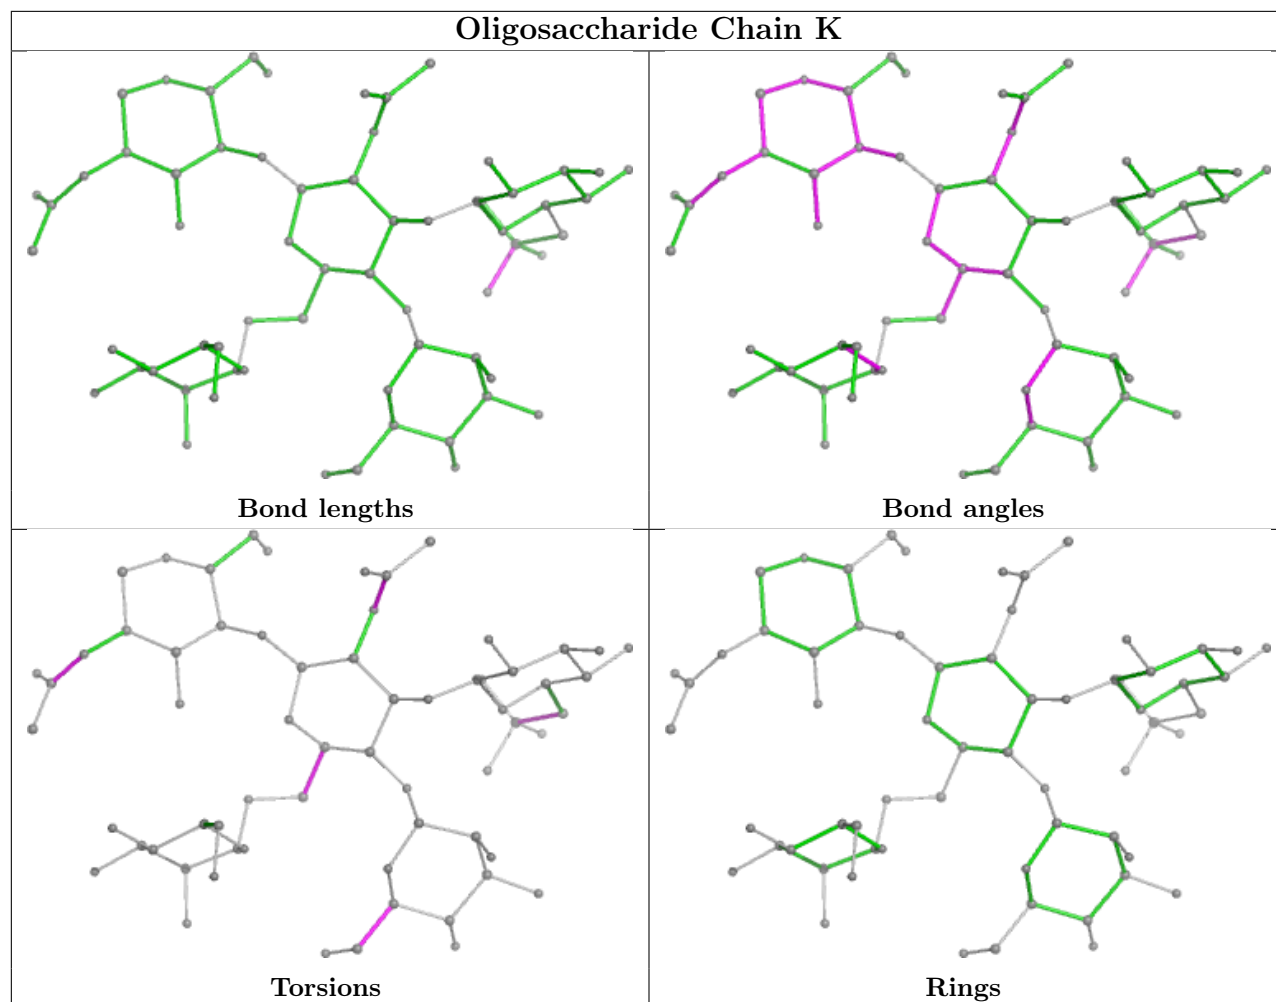 Oligosaccharide Chain K
Bond lengths
Bond angles
Torsions
Rings